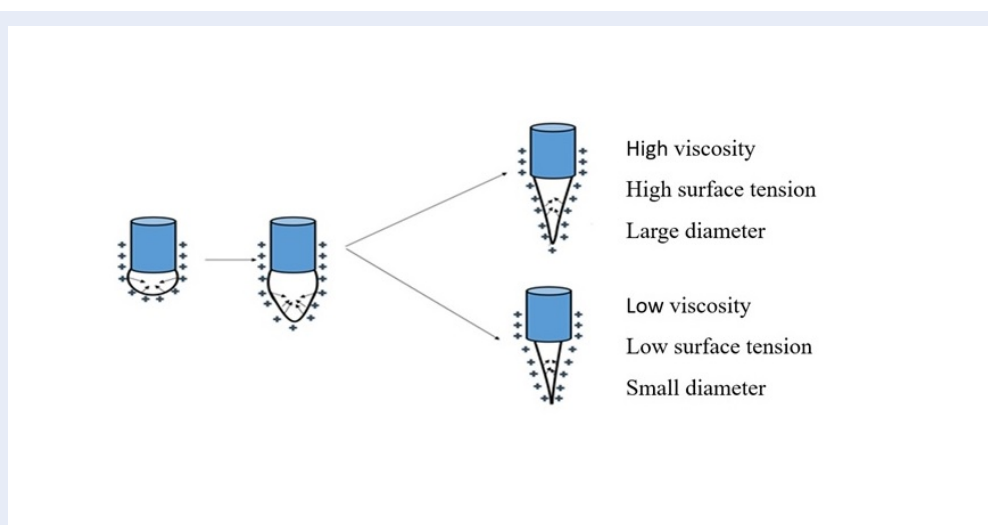 High viscosity
High surface tension
Large diameter
Low viscosity
Low surface tension
Small diameter